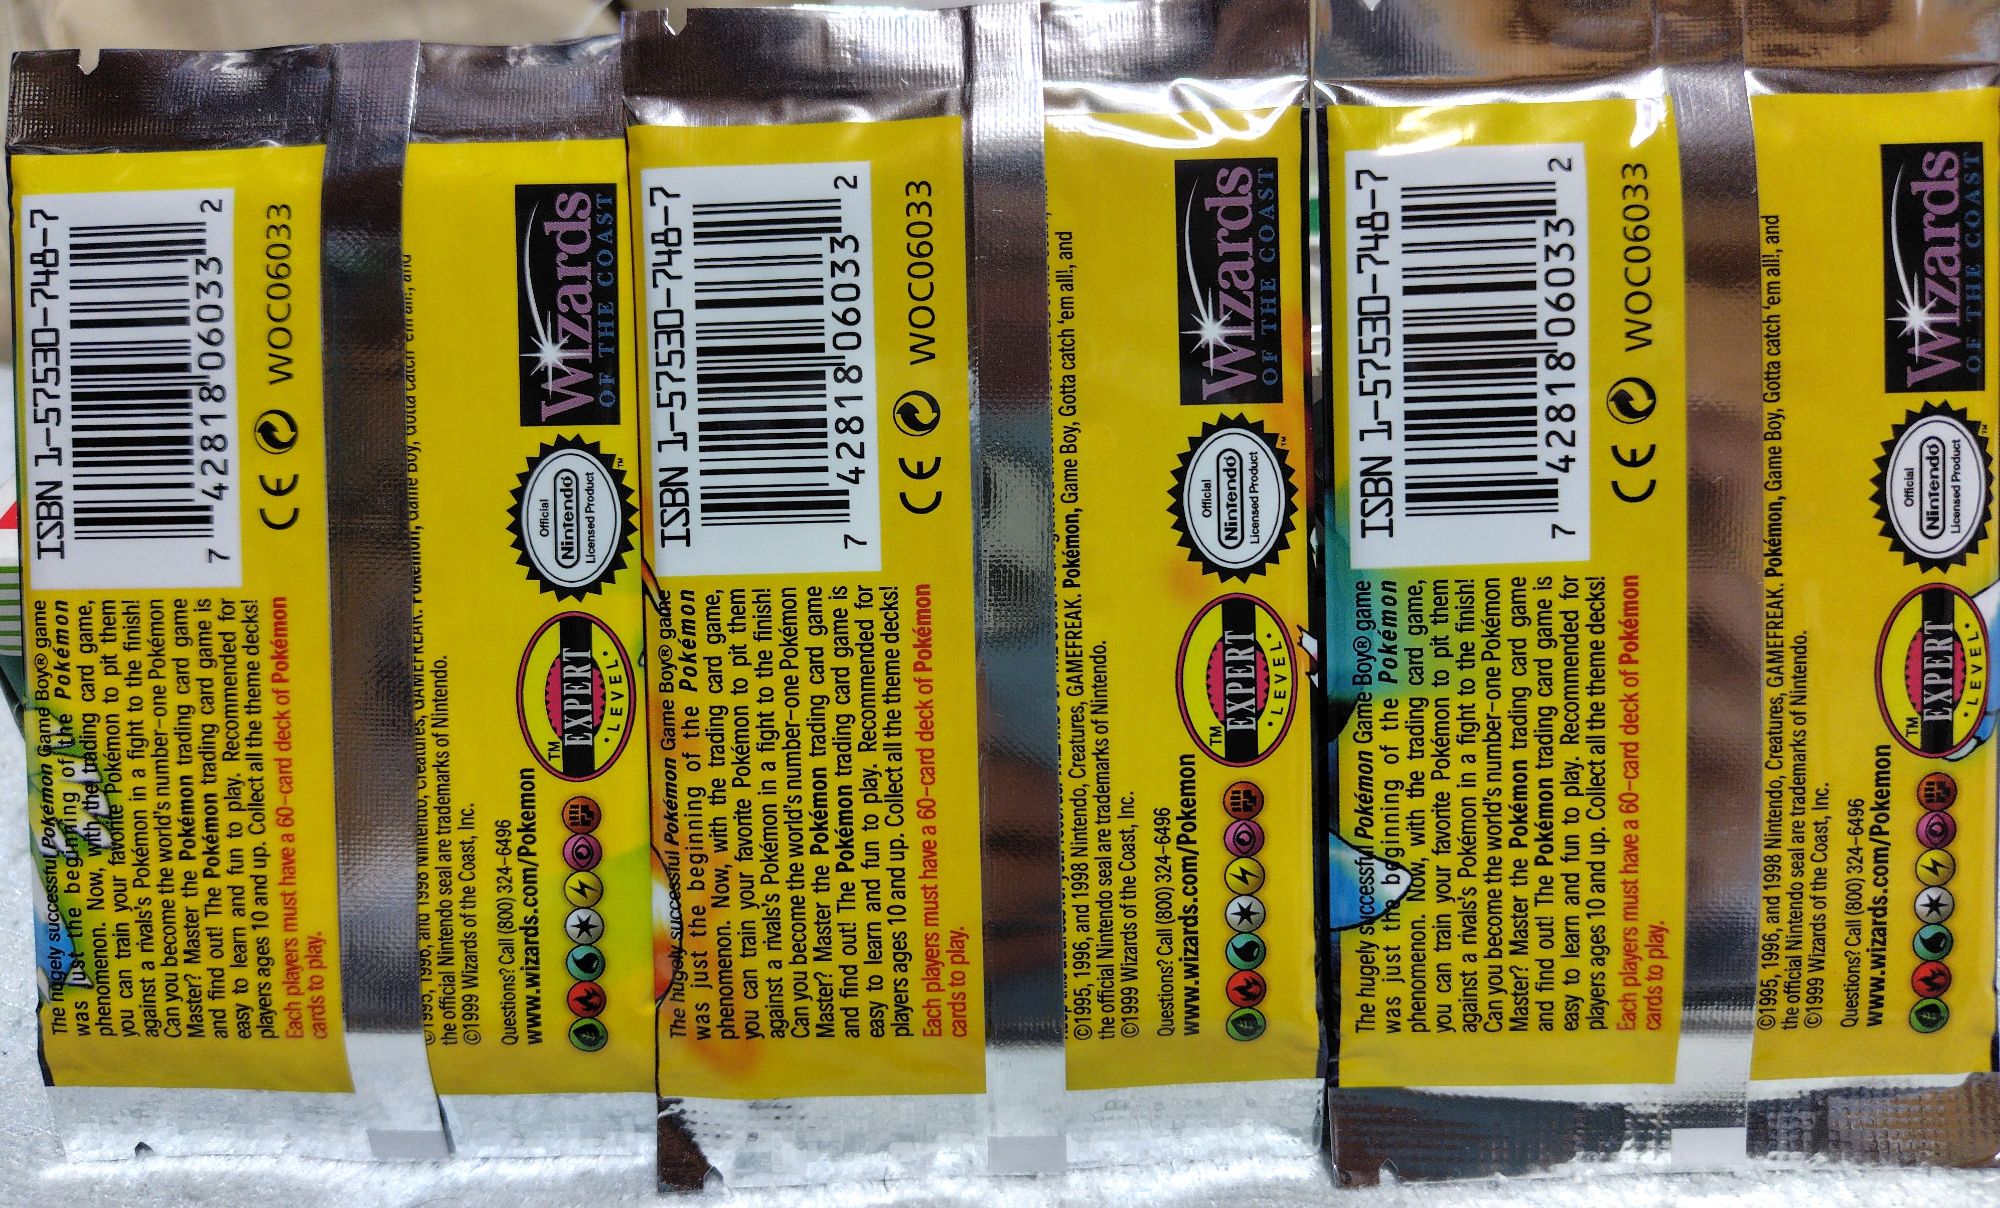 The hugely successful Pokémon Game Boy® game
was just the beginning of the Pokémon
phenomenon. Now, with the trading card game,
you can train your favorite Pokémon to pit them
against a rivals's Pokémon in a fight to the finish!
Can you become the world's number-one Pokémon
Master? Master the Pokémon trading card game
and find out! The Pokémon trading card game is
easy to learn and fun to play. Recommended for
players ages 10 and up. Collect all the theme decks!
Each players must have a 60-card deck of Pokémon
cards to play.
ISBN 1-57530-748-7
7 42818 06033 2
CE WOC06033
©1995, 1996, and 1998 Nintendo, Creatures, GAMEFREAK. Pokémon, Game Boy, Gotta catch 'em all!, and
the official Nintendo seal are trademarks of Nintendo.
©1999 Wizards of the Coast, Inc.
Questions? Call (800) 324-6496
www.wizards.com/Pokemon
TM
EXPERT
• LEVEL •
Official
Nintendo
Licensed Product
TM
Wizards
OF THE COAST
The hugely successful Pokémon Game Boy® game
was just the beginning of the Pokémon
phenomenon. Now, with the trading card game,
you can train your favorite Pokémon to pit them
against a rivals's Pokémon in a fight to the finish!
Can you become the world's number-one Pokémon
Master? Master the Pokémon trading card game
and find out! The Pokémon trading card game is
easy to learn and fun to play. Recommended for
players ages 10 and up. Collect all the theme decks!
Each players must have a 60-card deck of Pokémon
cards to play.
ISBN 1-57530-748-7
7 42818 06033 2
CE WOC06033
©1995, 1996, and 1998 Nintendo, Creatures, GAMEFREAK. Pokémon, Game Boy, Gotta catch 'em all!, and
the official Nintendo seal are trademarks of Nintendo.
©1999 Wizards of the Coast, Inc.
Questions? Call (800) 324-6496
www.wizards.com/Pokemon
TM
EXPERT
• LEVEL •
Official
Nintendo
Licensed Product
TM
Wizards
OF THE COAST
The hugely successful Pokémon Game Boy® game
was just the beginning of the Pokémon
phenomenon. Now, with the trading card game,
you can train your favorite Pokémon to pit them
against a rivals's Pokémon in a fight to the finish!
Can you become the world's number-one Pokémon
Master? Master the Pokémon trading card game
and find out! The Pokémon trading card game is
easy to learn and fun to play. Recommended for
players ages 10 and up. Collect all the theme decks!
Each players must have a 60-card deck of Pokémon
cards to play.
ISBN 1-57530-748-7
7 42818 06033 2
CE WOC06033
©1995, 1996, and 1998 Nintendo, Creatures, GAMEFREAK. Pokémon, Game Boy, Gotta catch 'em all!, and
the official Nintendo seal are trademarks of Nintendo.
©1999 Wizards of the Coast, Inc.
Questions? Call (800) 324-6496
www.wizards.com/Pokemon
TM
EXPERT
• LEVEL •
Official
Nintendo
Licensed Product
TM
Wizards
OF THE COAST